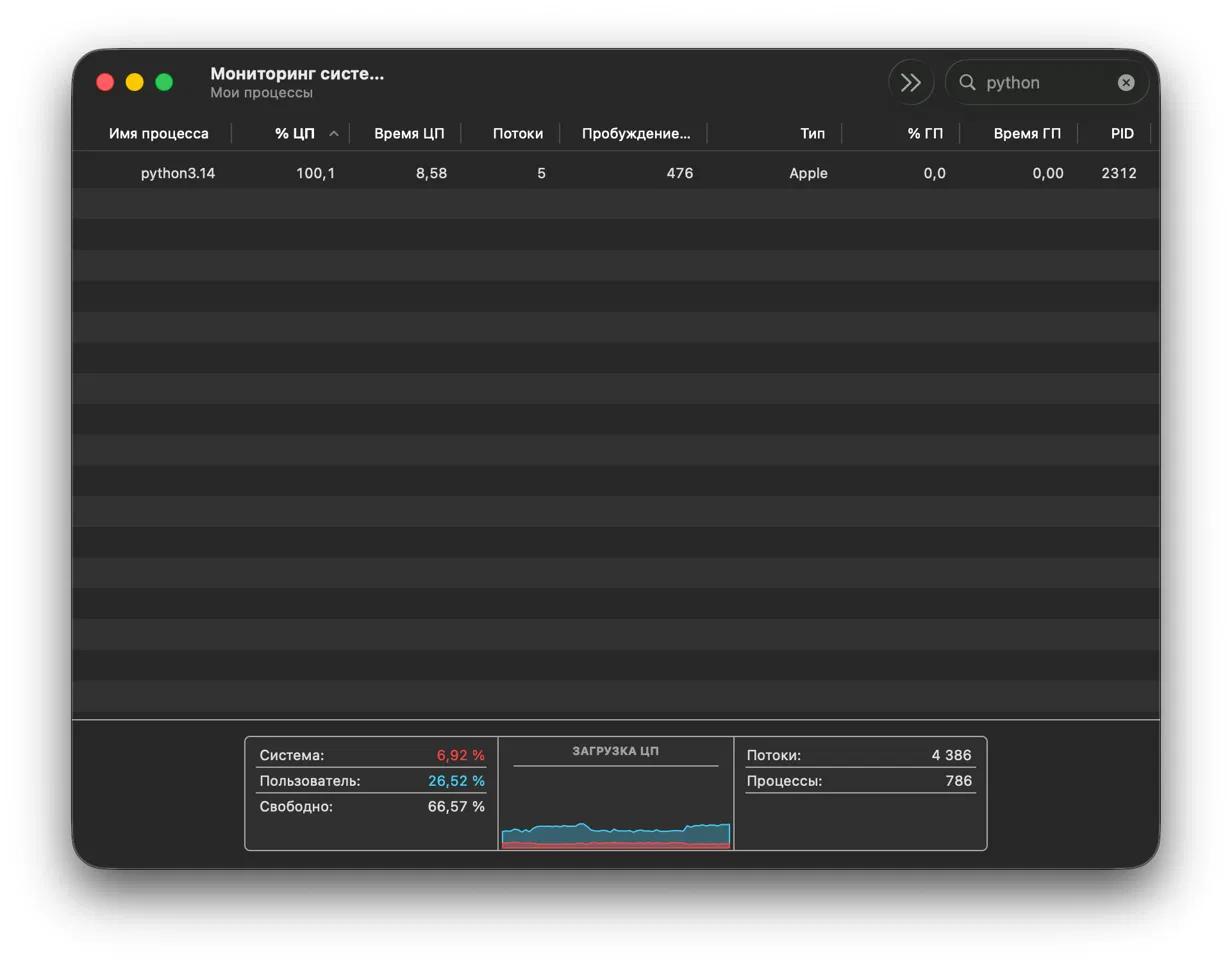 Мониторинг систе...
Мои процессы
python
Имя процесса % ЦП Время ЦП Потоки Пробуждение... Тип % ГП Время ГП PID
python3.14 100,1 8,58 5 476 Apple 0,0 0,00 2312
Система: 6,92 %
Пользователь: 26,52 %
Свободно: 66,57 %
ЗАГРУЗКА ЦП
Потоки: 4 386
Процессы: 786